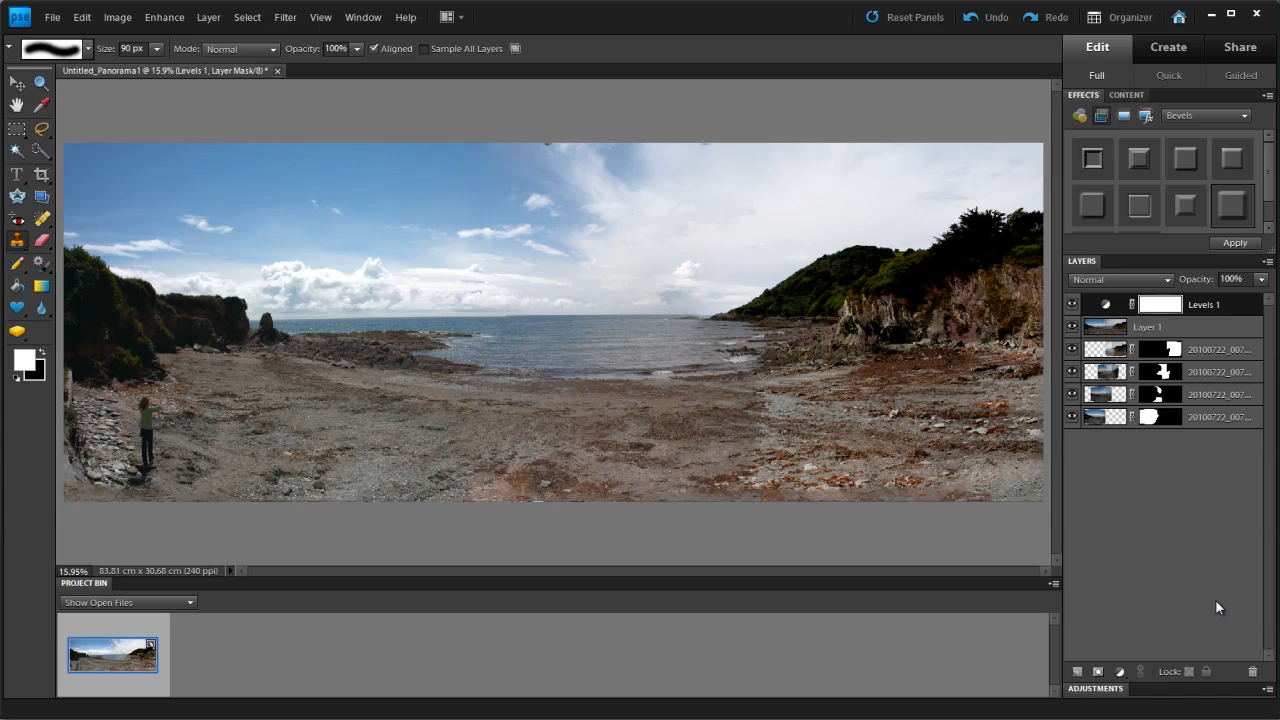 pse File Edit Image Enhance Layer Select Filter View Window Help Reset Panels Undo Redo Organizer
Size: 90 px Mode: Normal Opacity: 100% Aligned Sample All Layers
Edit Create Share
Untitled_Panorama1 @ 15.9% (Levels 1, Layer Mask/8) *
Full Quick Guided
EFFECTS CONTENT
Bevels
Apply
LAYERS
Normal Opacity: 100%
Levels 1
Layer 1
20100722_007...
20100722_007...
20100722_007...
20100722_007...
15.95% 83.81 cm x 30.68 cm (240 ppi)
PROJECT BIN
Show Open Files
Lock:
ADJUSTMENTS